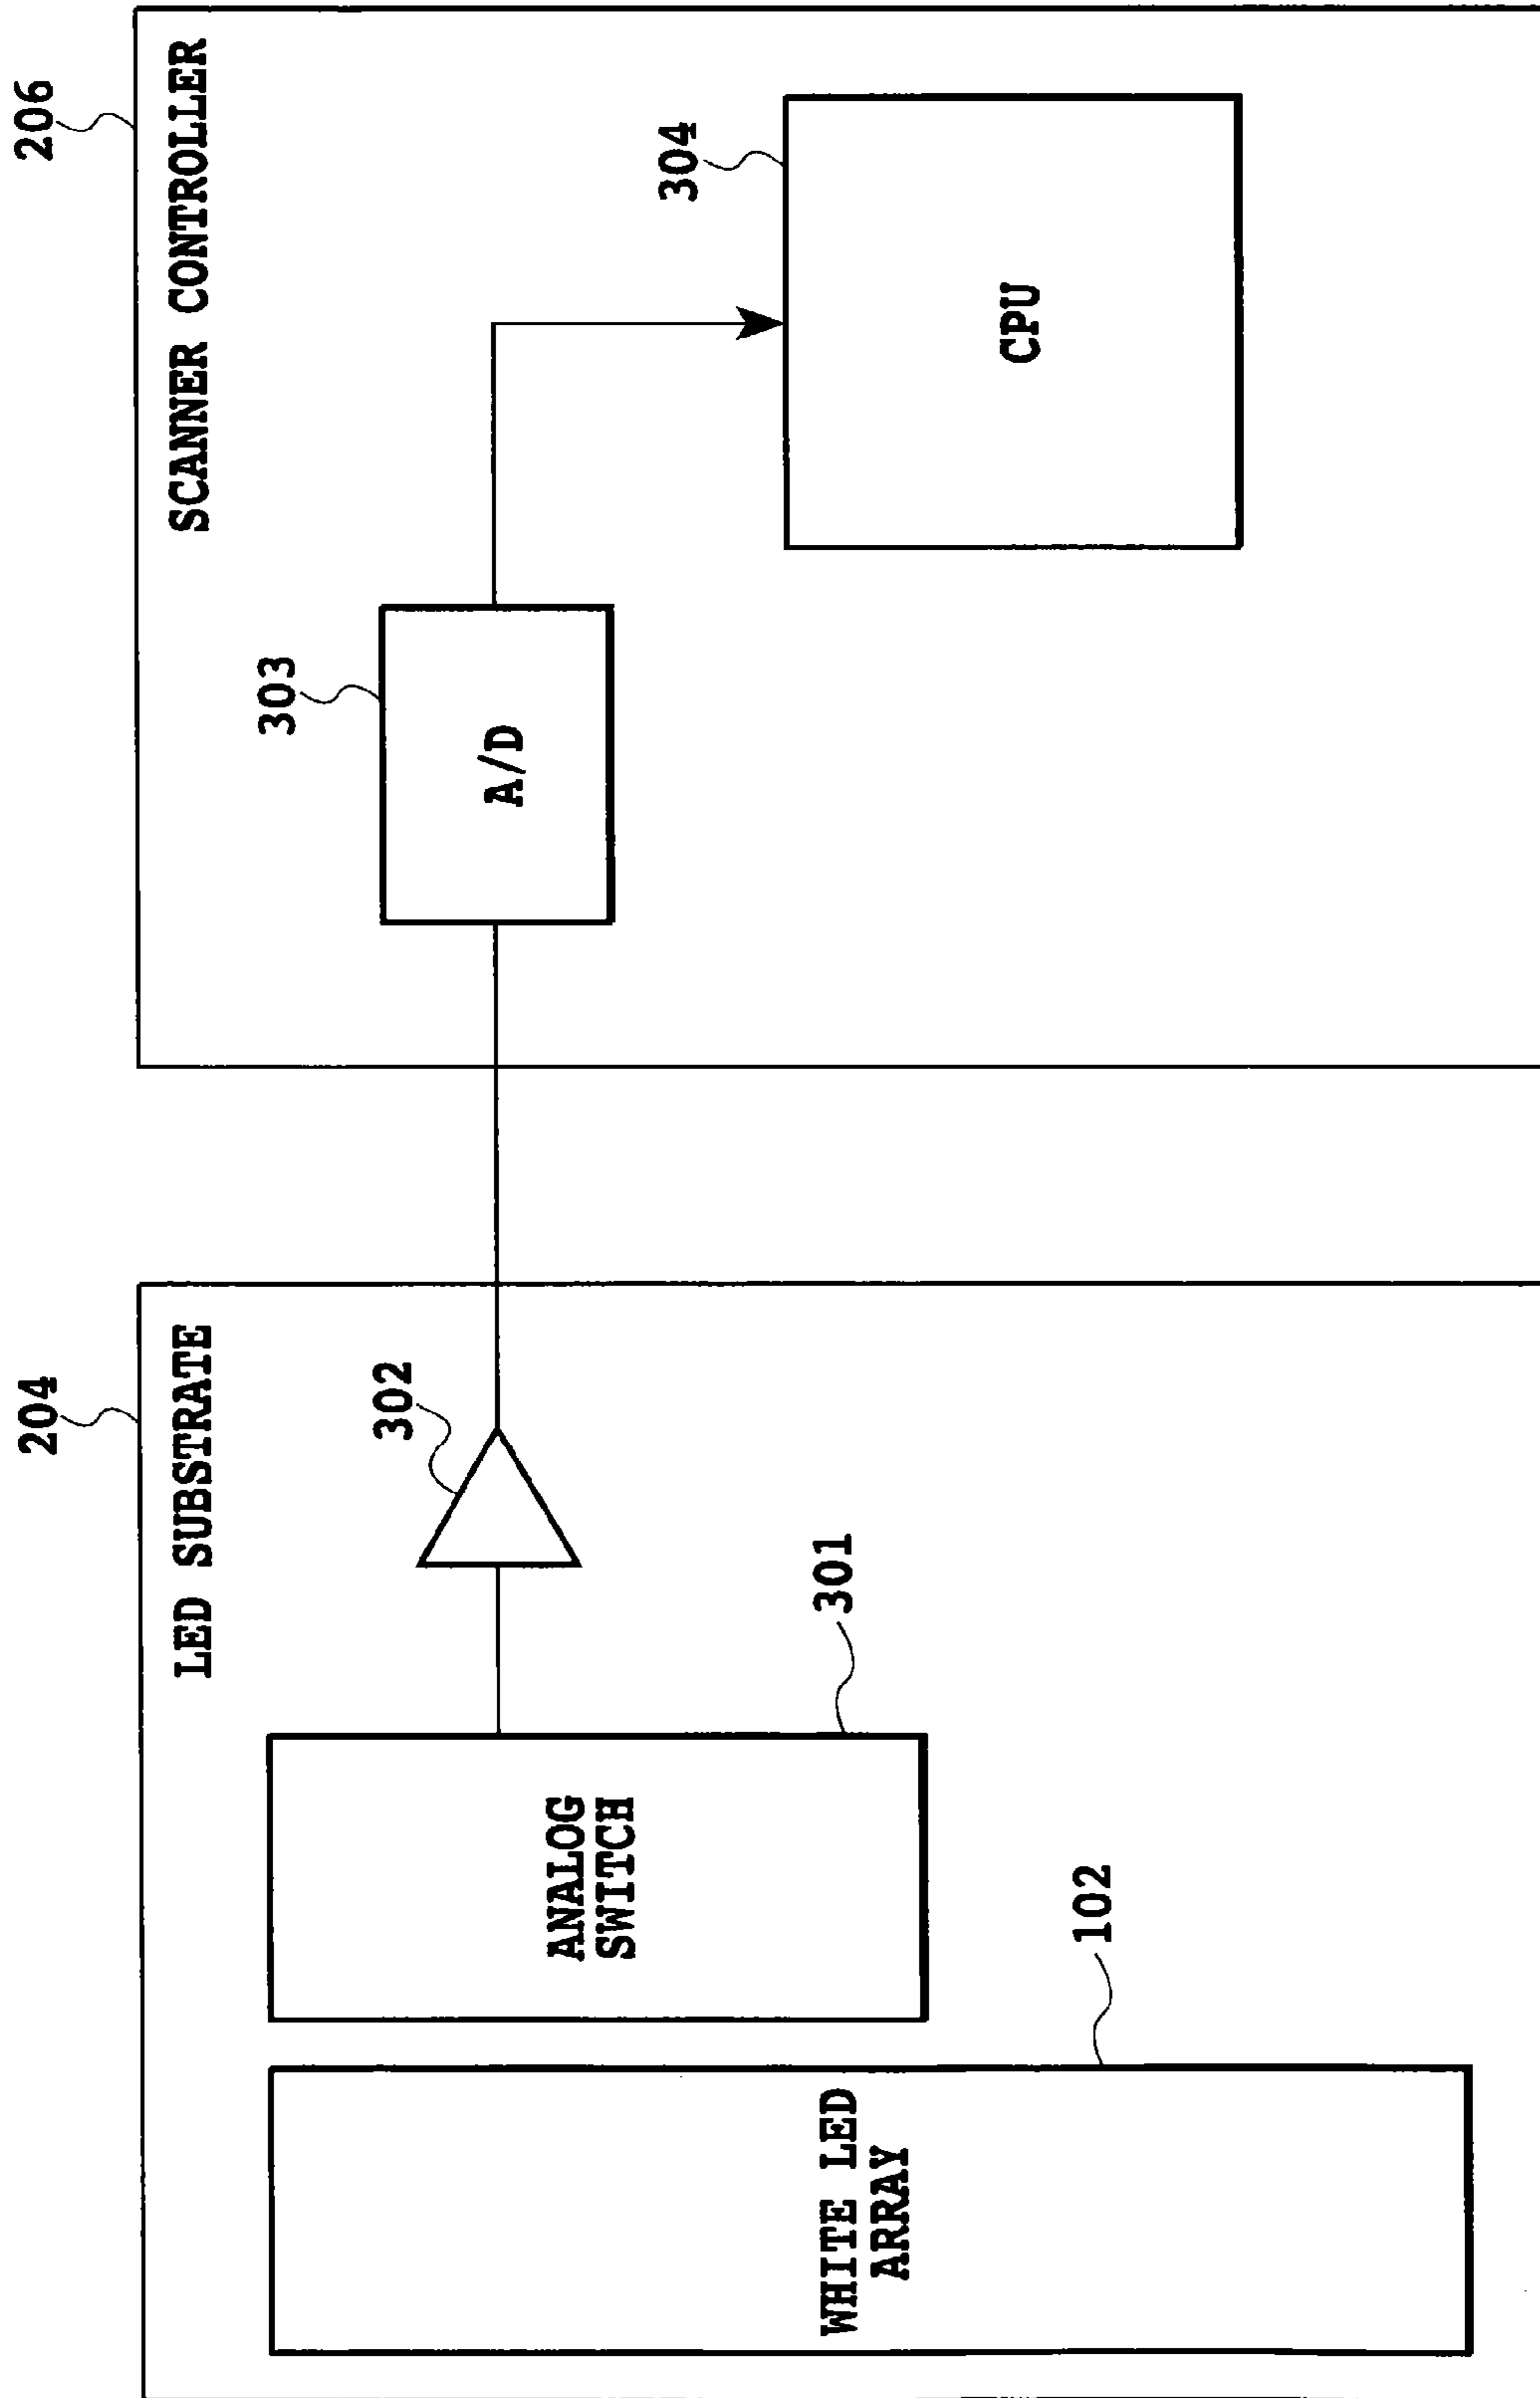 204
LED SUBSTRATE
302
ANALOG
SWITCH
301
WHITE LED
ARRAY
102
206
SCANNER CONTROLLER
303
A/D
304
CPU